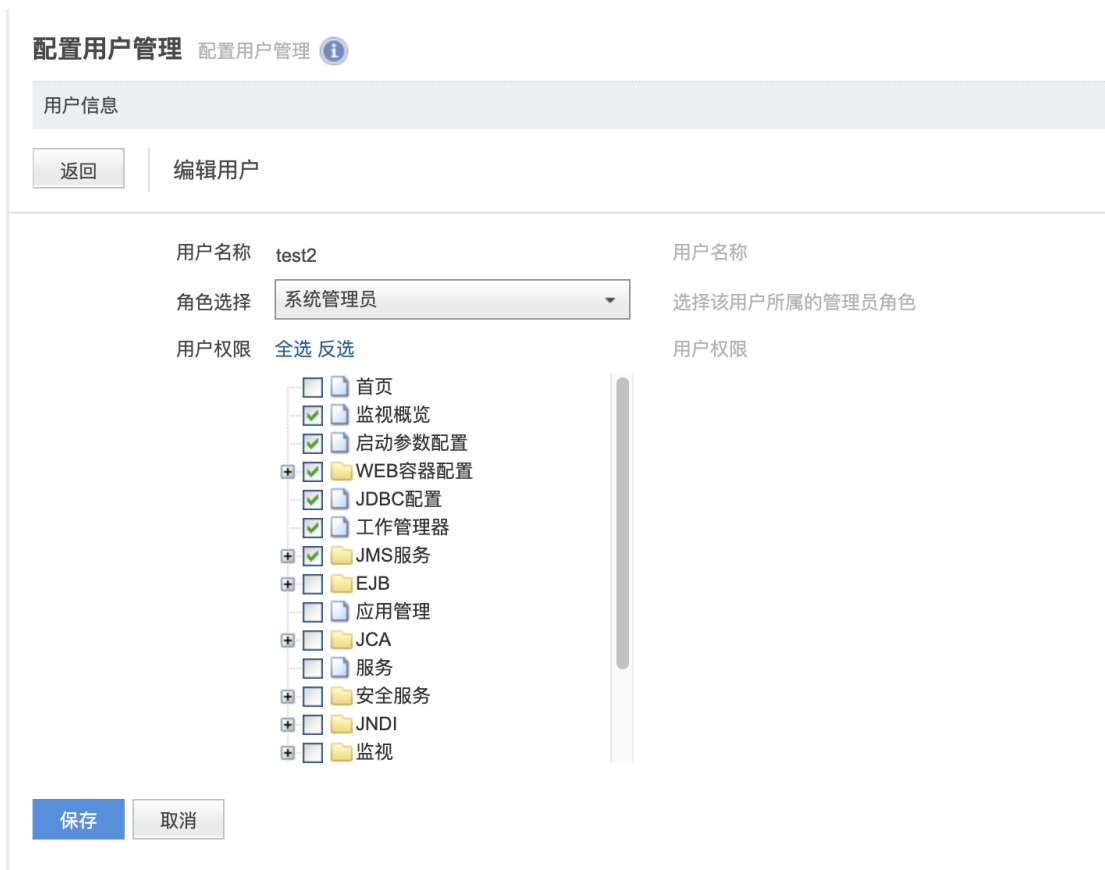 配置用户管理 配置用户管理
用户信息
返回 编辑用户
用户名称 test2 用户名称
角色选择 系统管理员 选择该用户所属的管理员角色
用户权限 全选 反选 用户权限
首页
监视概览
启动参数配置
WEB容器配置
JDBC配置
工作管理器
JMS服务
EJB
应用管理
JCA
服务
安全服务
JNDI
监视
保存 取消